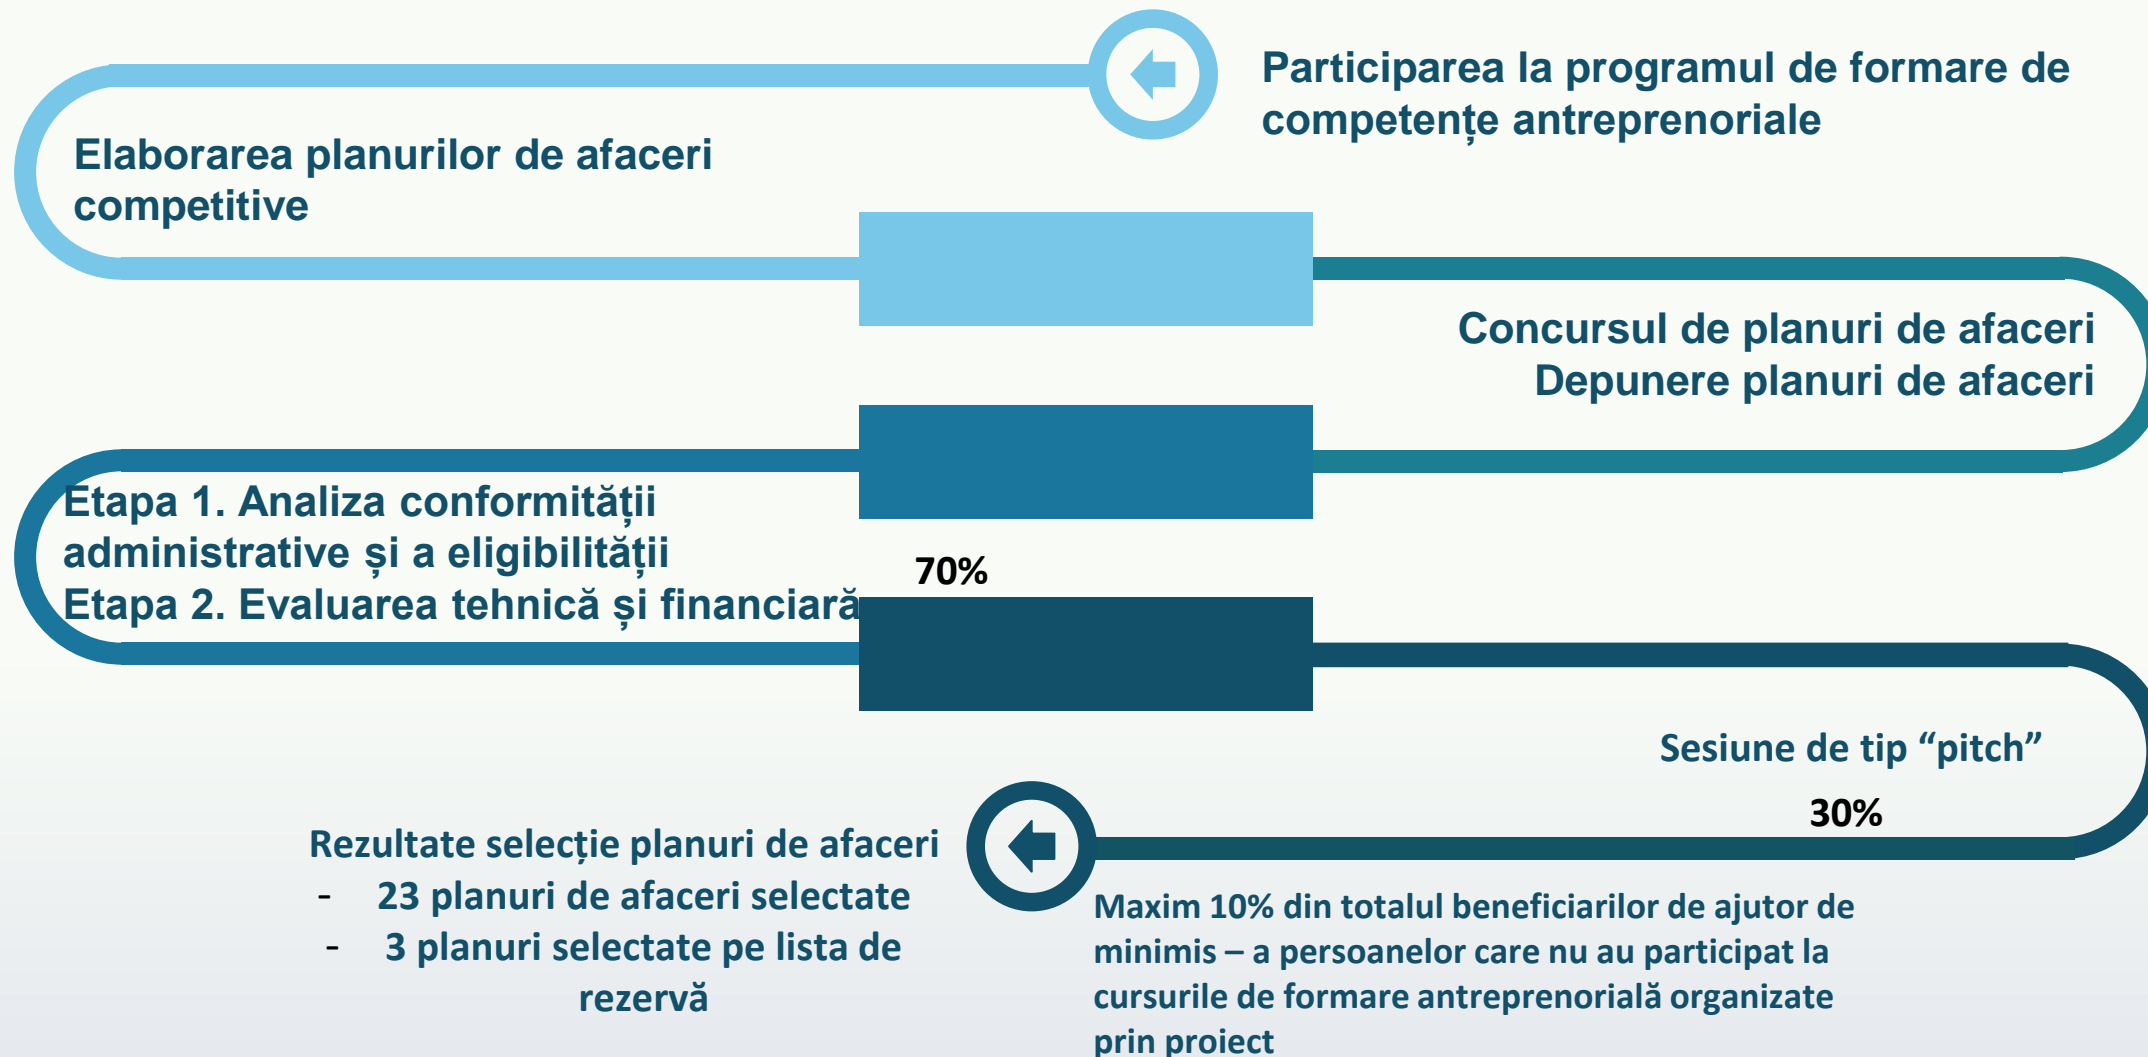 Participarea la programul de formare de
competențe antreprenoriale
Elaborarea planurilor de afaceri
competitive
Concursul de planuri de afaceri
Depunere planuri de afaceri
Etapa 1. Analiza conformității
administrative și a eligibilității
Etapa 2. Evaluarea tehnică și financiară
70%
Sesiune de tip “pitch”
30%
Rezultate selecție planuri de afaceri
- 23 planuri de afaceri selectate
- 3 planuri selectate pe lista de
rezervă
Maxim 10% din totalul beneficiarilor de ajutor de
minimis – a persoanelor care nu au participat la
cursurile de formare antreprenorială organizate
prin proiect